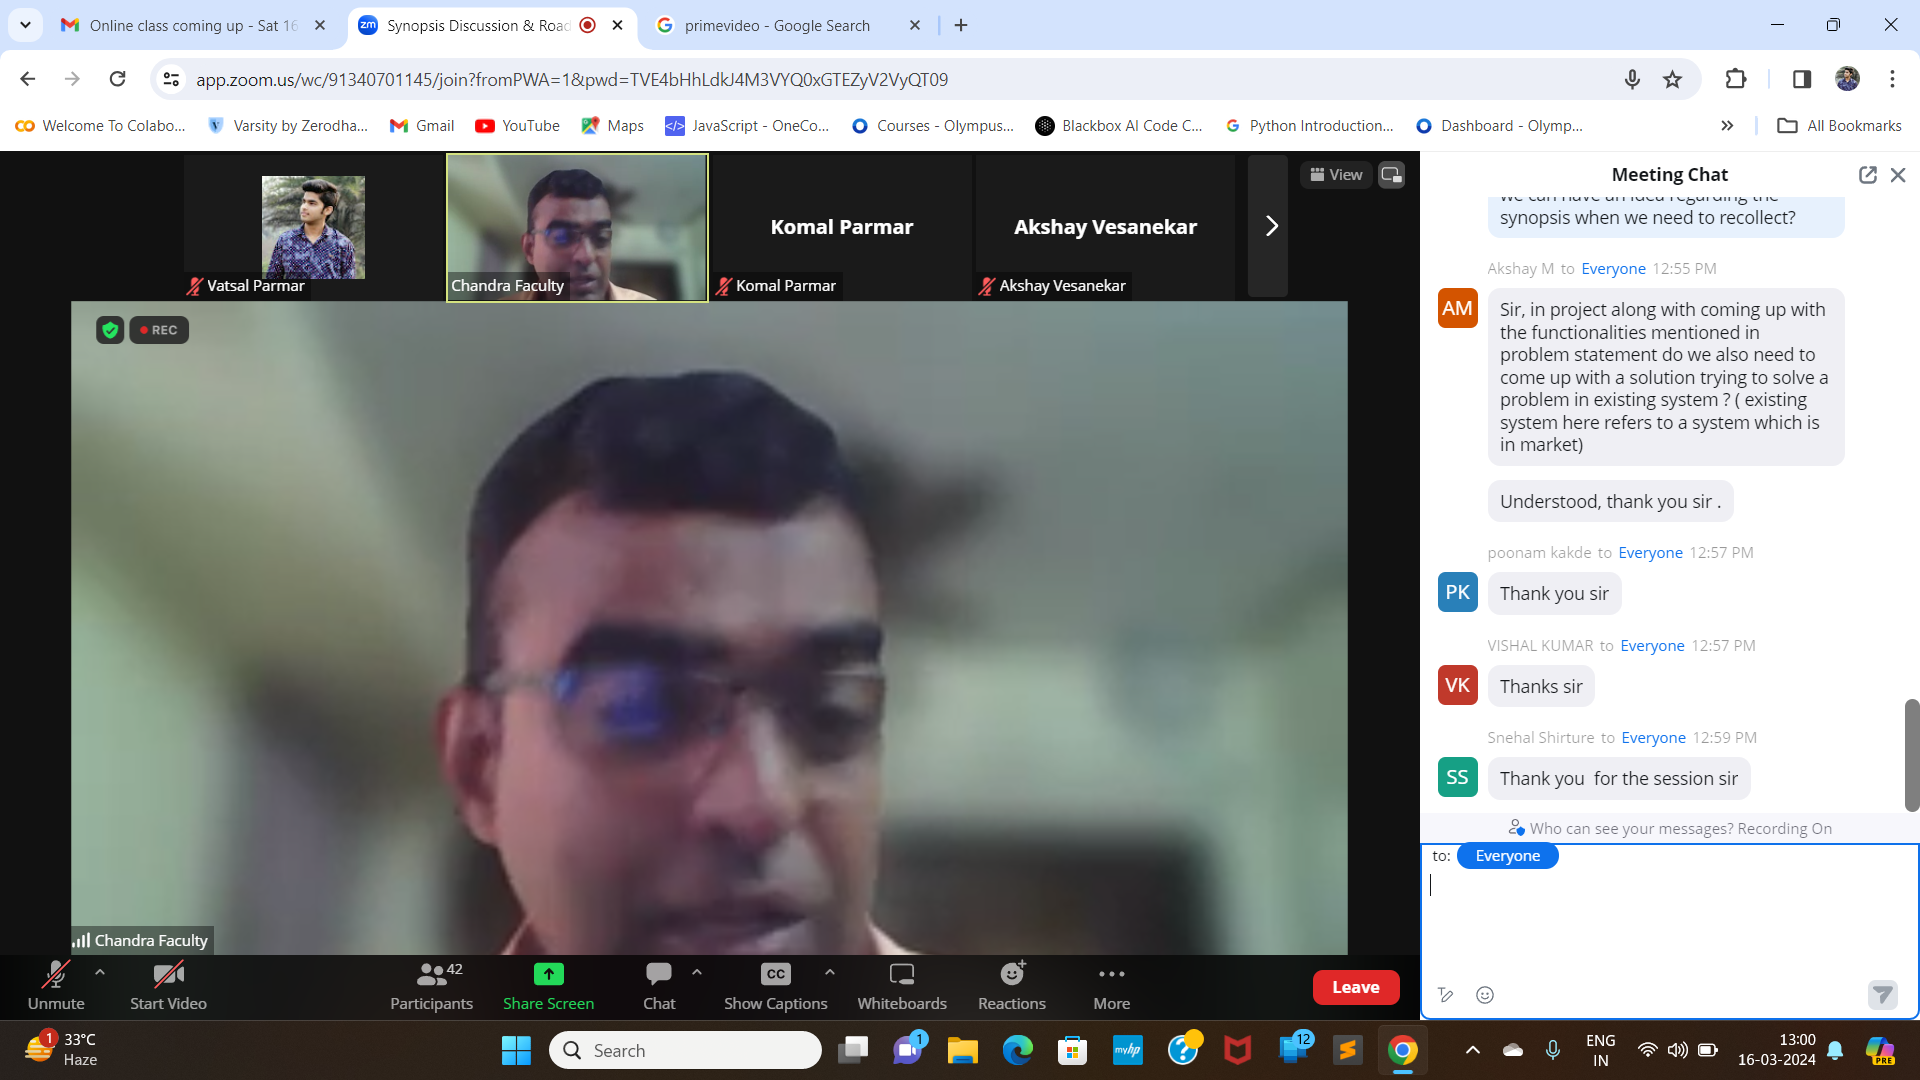 Online class coming up - Sat 16
Synopsis Discussion & Road
primevideo - Google Search
app.zoom.us/wc/91340701145/join?fromPWA=1&pwd=TVE4bHhLdkJ4M3VYQ0xGTEZyV2VyQT09
Welcome To Colabo...
Varsity by Zerodha...
Gmail
YouTube
Maps
JavaScript - OneCo...
Courses - Olympus...
Blackbox AI Code C...
Python Introduction...
Dashboard - Olymp...
All Bookmarks
Vatsal Parmar
Chandra Faculty
Komal Parmar
Komal Parmar
Akshay Vesanekar
Akshay Vesanekar
View
REC
Chandra Faculty
Meeting Chat
we can have an idea regarding the
synopsis when we need to recollect?
Akshay M to Everyone 12:55 PM
AM
Sir, in project along with coming up with
the functionalities mentioned in
problem statement do we also need to
come up with a solution trying to solve a
problem in existing system ? ( existing
system here refers to a system which is
in market)
Understood, thank you sir .
poonam kakde to Everyone 12:57 PM
PK
Thank you sir
VISHAL KUMAR to Everyone 12:57 PM
VK
Thanks sir
Snehal Shirture to Everyone 12:59 PM
SS
Thank you  for the session sir
Who can see your messages? Recording On
to: Everyone
Unmute
Start Video
42
Participants
Share Screen
Chat
CC
Show Captions
Whiteboards
Reactions
More
Leave
1
33°C
Haze
Search
1
myhp
12
ENG
IN
13:00
16-03-2024
PRE